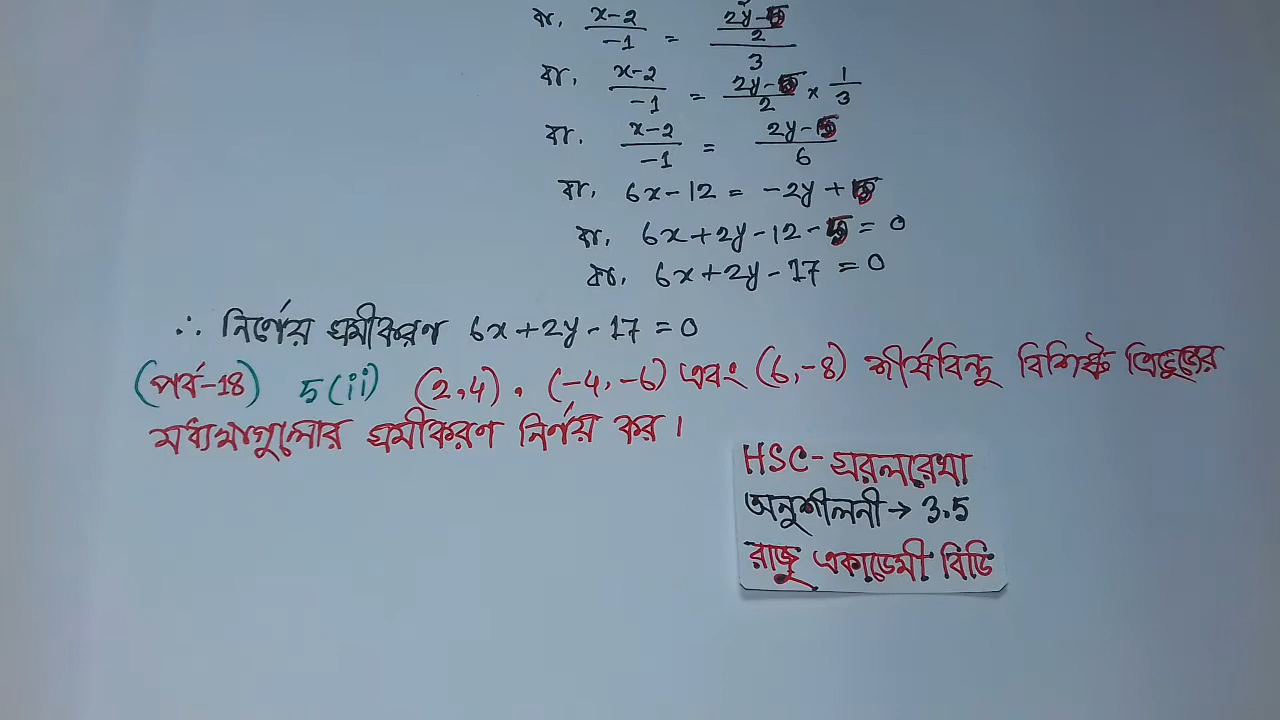 বা, x-2/-1 = 2y-5/2/3
বা, x-2/-1 = 2y-5/2 × 1/3
বা, x-2/-1 = 2y-5/6
বা, 6x-12 = -2y+5
বা, 6x+2y-12-5 = 0
বা, 6x+2y-17 = 0
∴ নির্ণেয় সমীকরণ 6x+2y-17=0
(পর্ব-18) 5(ii) (2,4), (-4,-6) এবং (6,-8) শীর্ষবিন্দু বিশিষ্ট ত্রিভুজের
মধ্যমাগুলোর সমীকরণ নির্ণয় কর।
HSC-সরলরেখা
অনুশীলনী→ 3.5
রাজু একাডেমী বিডি